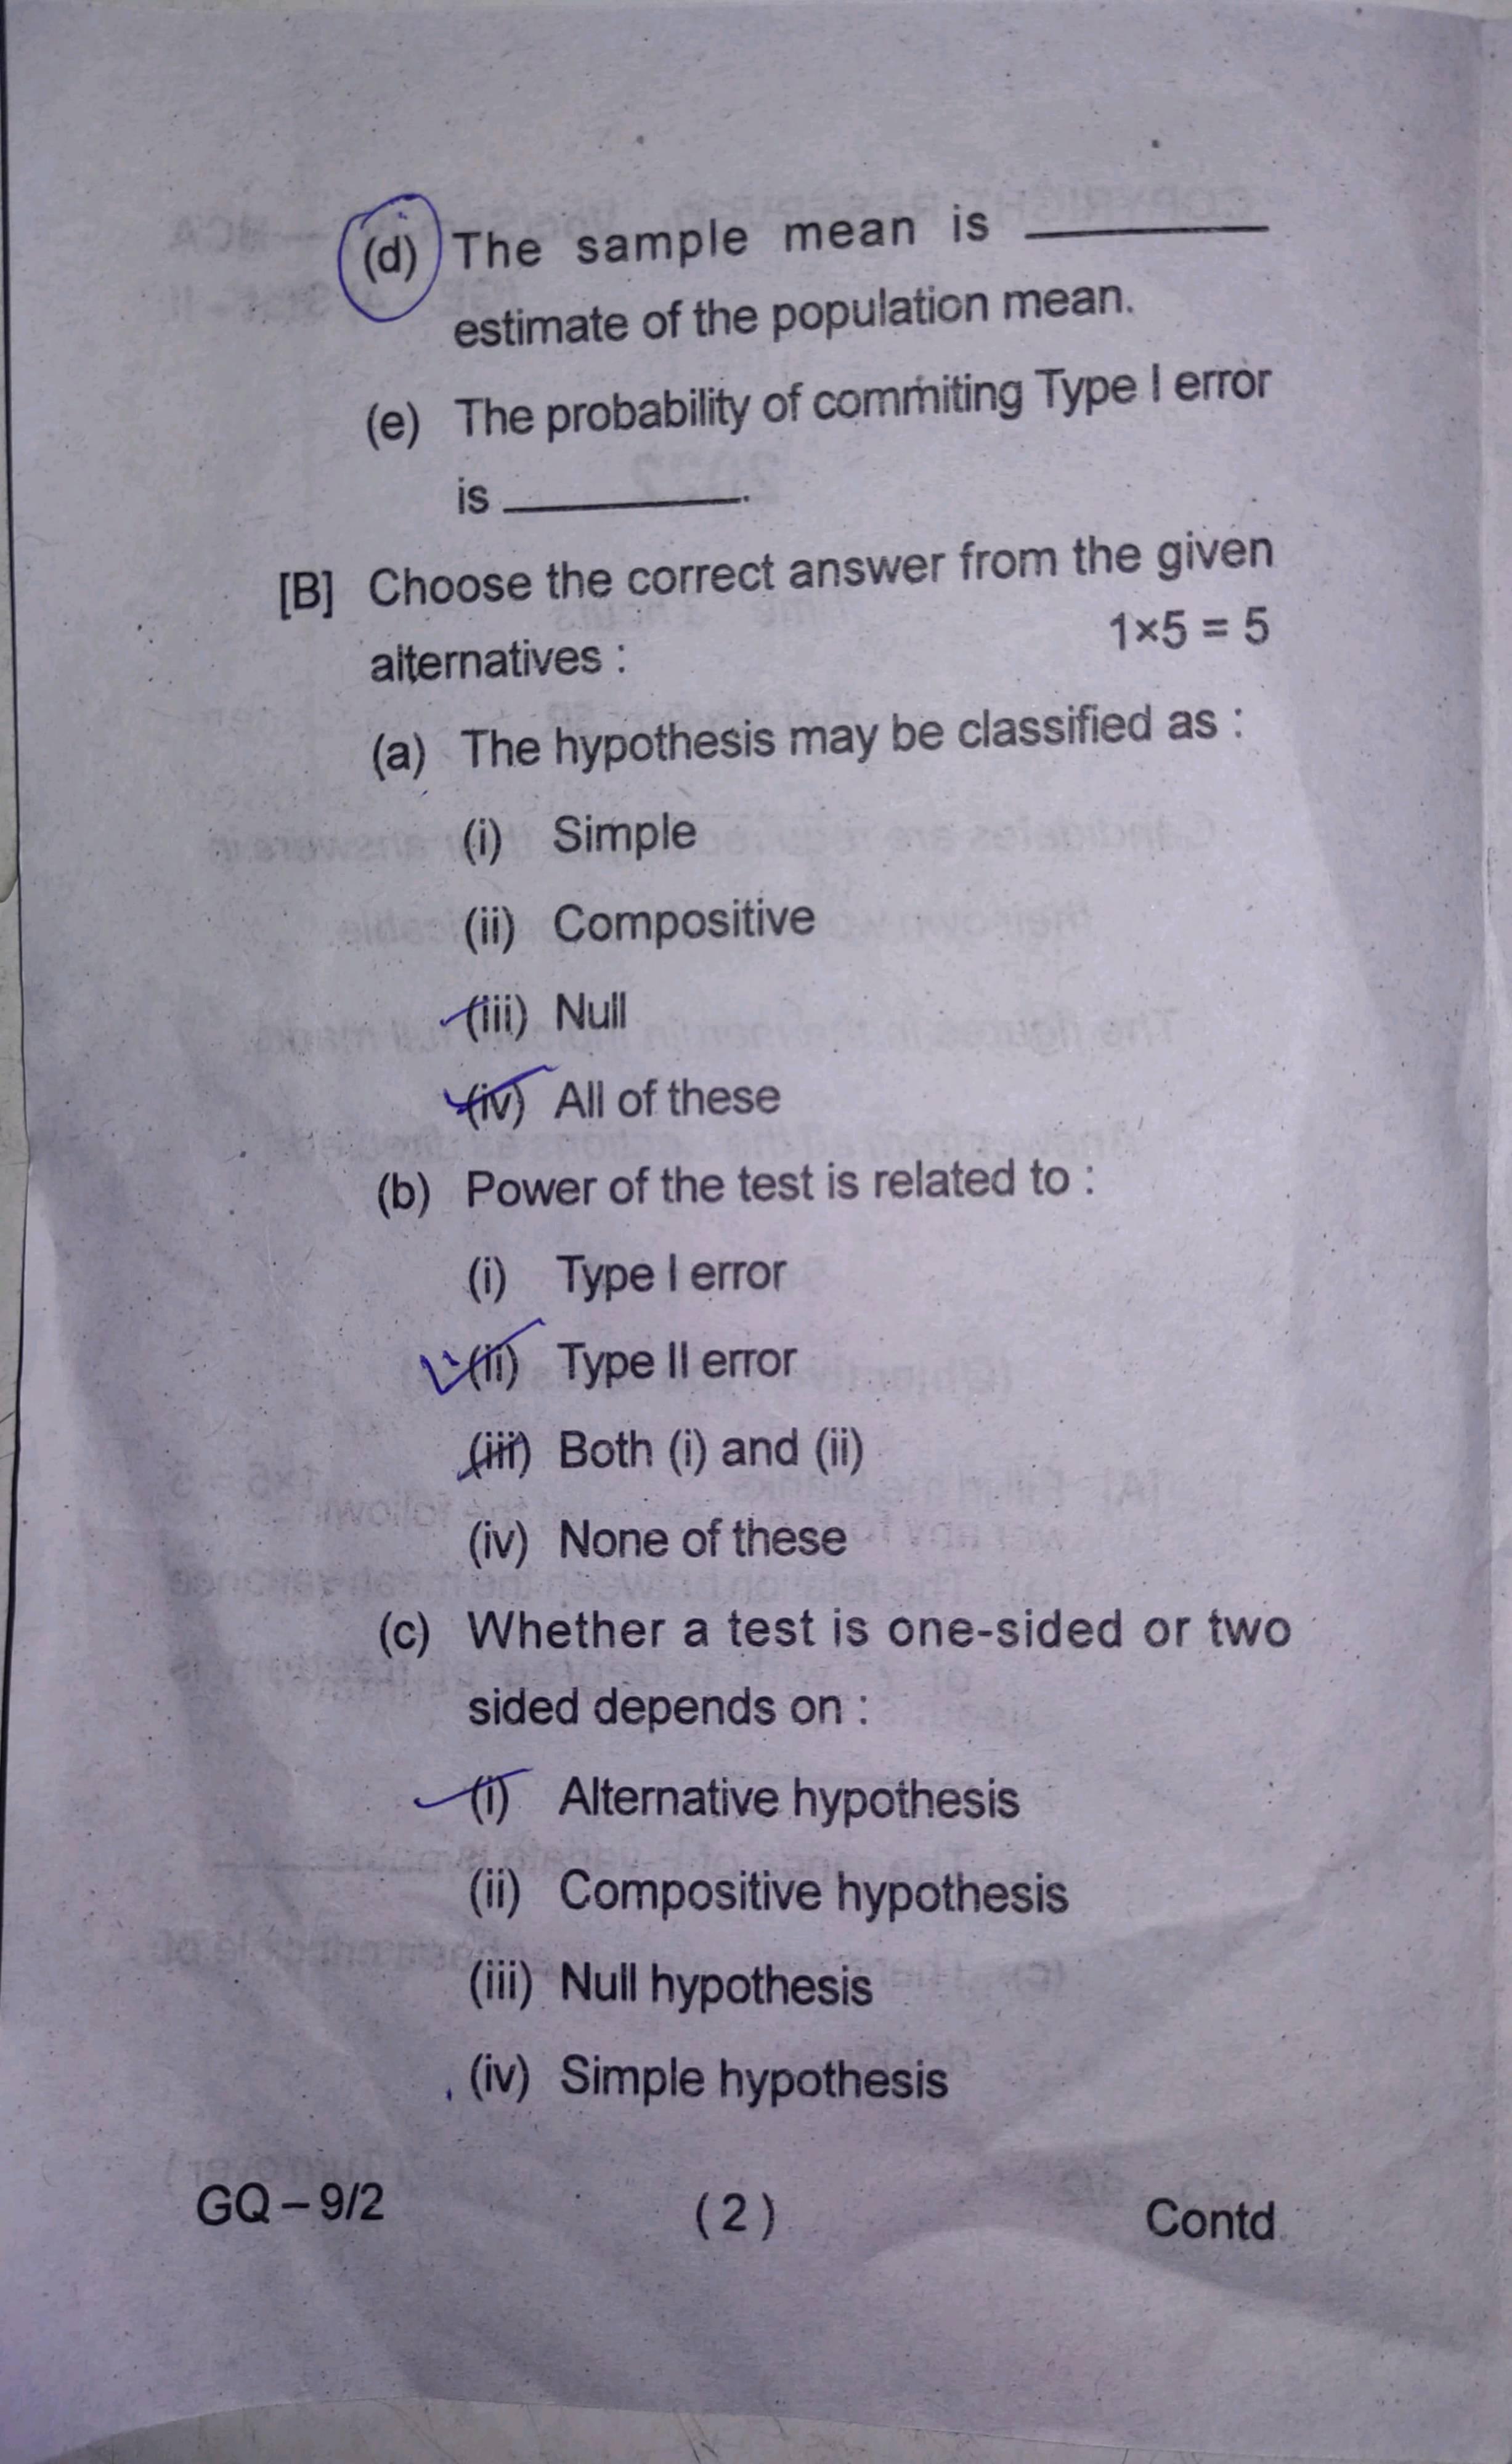 (d) The sample mean is ________
estimate of the population mean.
(e) The probability of commiting Type I error
is ________.
[B] Choose the correct answer from the given
alternatives : 1×5 = 5
(a) The hypothesis may be classified as :
(i) Simple
(ii) Compositive
(iii) Null
(iv) All of these
(b) Power of the test is related to :
(i) Type I error
(ii) Type II error
(iii) Both (i) and (ii)
(iv) None of these
(c) Whether a test is one-sided or two
sided depends on :
(i) Alternative hypothesis
(ii) Compositive hypothesis
(iii) Null hypothesis
(iv) Simple hypothesis
GQ – 9/2 (2) Contd.